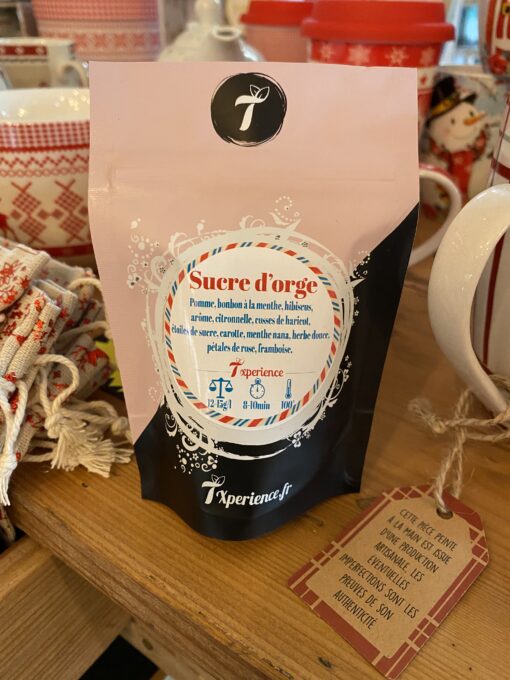 T
Sucre d'orge
Pomme, bonbon à la menthe, hibiscus,
arôme, citronnelle, cosses de haricot,
étoiles de sucre, carotte, menthe nana, herbe douce,
pétales de rose, framboise.
Txperience
12-15g/l 8-10min 100°
TXperience.fr
CETTE PIÈCE PEINTE
À LA MAIN EST ISSUE
D'UNE PRODUCTION
ARTISANALE. LES
ÉVENTUELLES
IMPERFECTIONS SONT LES
PREUVES DE SON
AUTHENTICITÉ